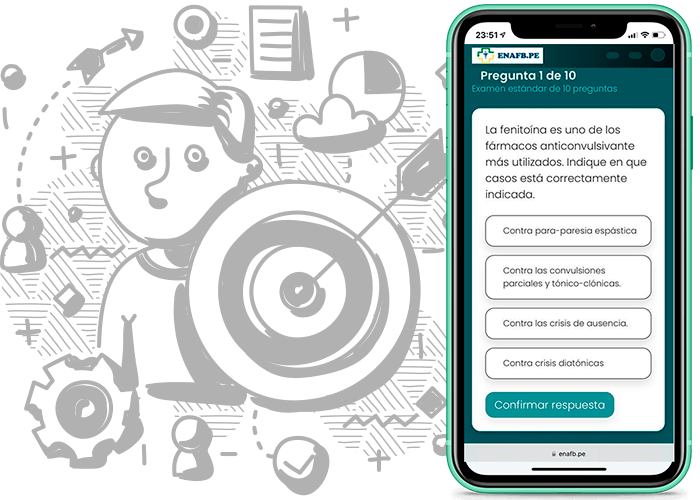 23:51
ENAFB.PE
Pregunta 1 de 10
Examen estándar de 10 preguntas
La fenitoína es uno de los
fármacos anticonvulsivante
más utilizados. Indique en que
casos está correctamente
indicada.
Contra para-paresia espástica
Contra las convulsiones
parciales y tónico-clónicas.
Contra las crisis de ausencia.
Contra crisis diatónicas
Confirmar respuesta
enafb.pe